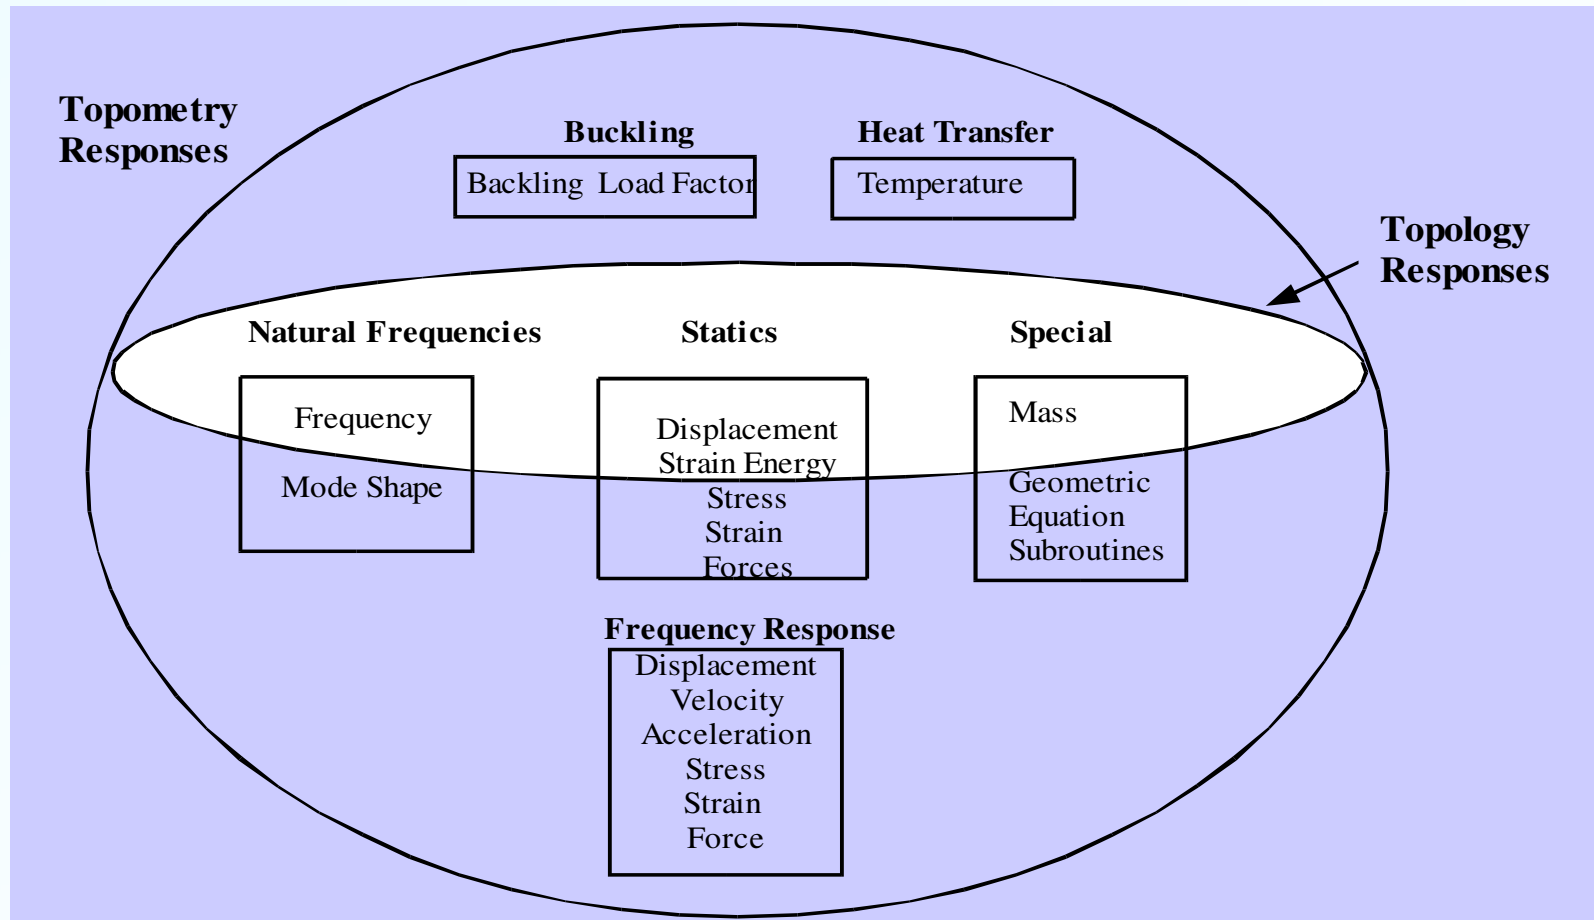 Topometry
Responses
Buckling
Backling Load Factor
Heat Transfer
Temperature
Topology
Responses
Natural Frequencies
Frequency
Mode Shape
Statics
Displacement
Strain Energy
Stress
Strain
Forces
Special
Mass
Geometric
Equation
Subroutines
Frequency Response
Displacement
Velocity
Acceleration
Stress
Strain
Force